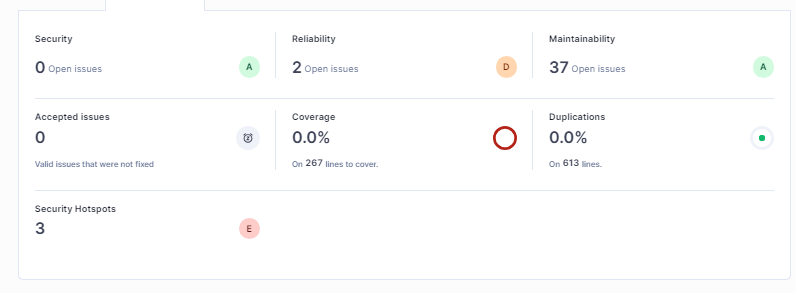 Security
0 Open issues
A
Reliability
2 Open issues
D
Maintainability
37 Open issues
A
Accepted issues
0
Valid issues that were not fixed
Coverage
0.0%
On 267 lines to cover.
Duplications
0.0%
On 613 lines.
Security Hotspots
3
E